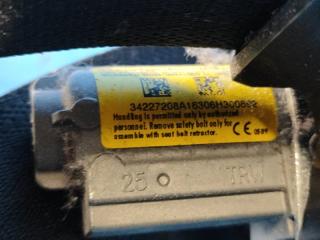 34227208A16306H300692
Handling is permitted only by authorized
personnel. Remove safety bolt only for
assemble with seat belt retractor.
CE
25
TRW